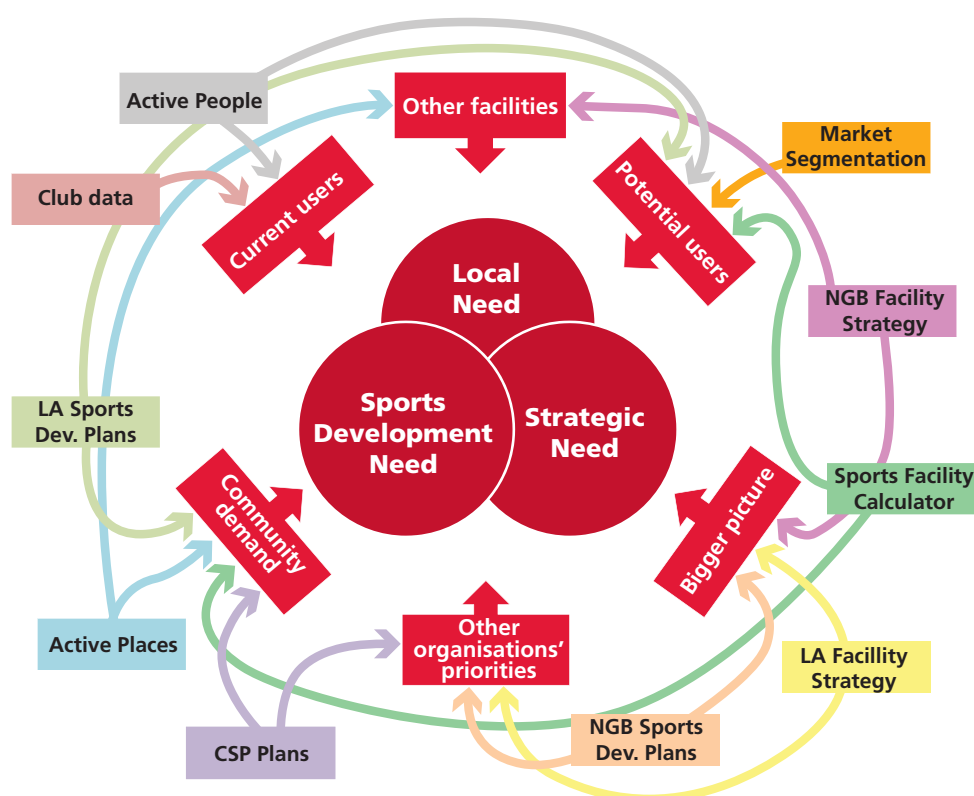 Active People
Other facilities
Market
Segmentation
Club data
Current users
Potential users
Local
Need
NGB Facility
Strategy
LA Sports
Dev. Plans
Sports
Development
Need
Strategic
Need
Sports Facility
Calculator
Community
demand
Bigger picture
Active Places
Other
organisations’
priorities
LA Facillity
Strategy
CSP Plans
NGB Sports
Dev. Plans